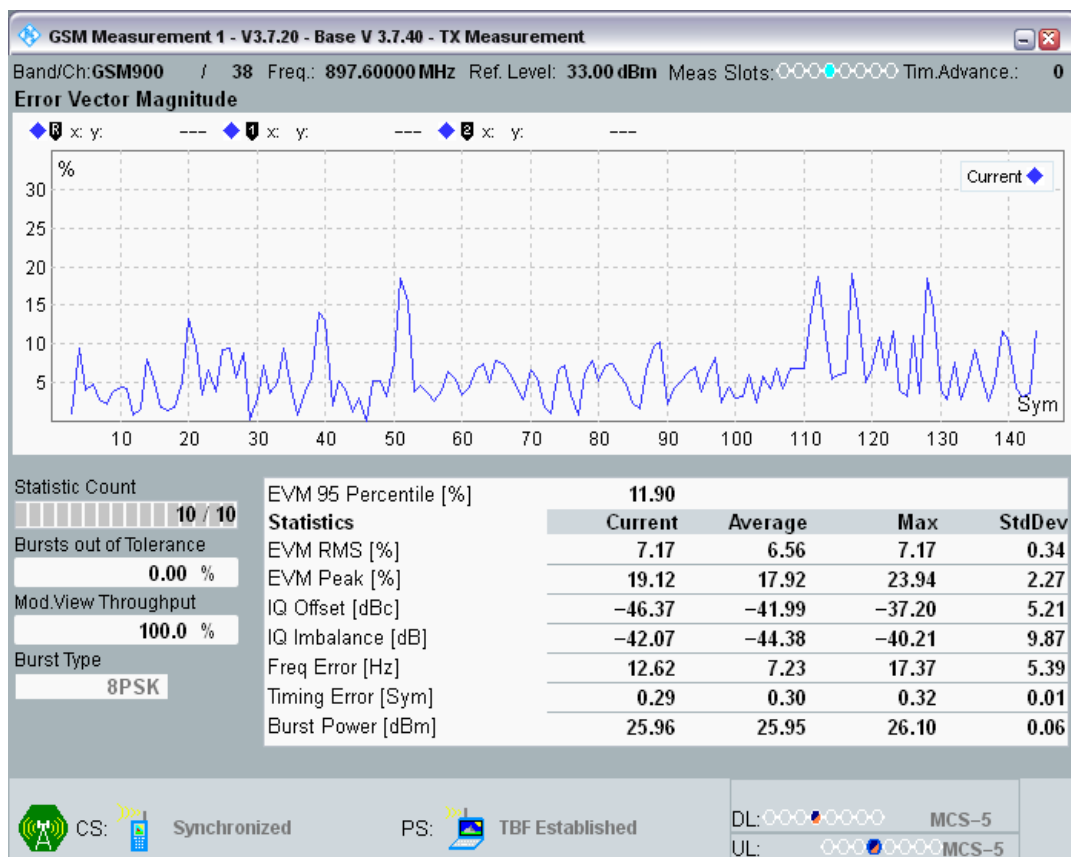 GSM Measurement 1 - V3.7.20 - Base V 3.7.40 - TX Measurement
Band/Ch:GSM900 / 38 Freq.: 897.60000 MHz Ref. Level: 33.00 dBm Meas Slots: Tim.Advance.: 0
Error Vector Magnitude
R x: y: --- 1 x: y: --- 2 x: y: ---
%
Current
30
25
20
15
10
5
Sym
10 20 30 40 50 60 70 80 90 100 110 120 130 140
Statistic Count
10 / 10
Bursts out of Tolerance
0.00 %
Mod.View Throughput
100.0 %
Burst Type
8PSK
EVM 95 Percentile [%] 11.90
Statistics Current Average Max StdDev
EVM RMS [%] 7.17 6.56 7.17 0.34
EVM Peak [%] 19.12 17.92 23.94 2.27
IQ Offset [dBc] −46.37 −41.99 −37.20 5.21
IQ Imbalance [dB] −42.07 −44.38 −40.21 9.87
Freq Error [Hz] 12.62 7.23 17.37 5.39
Timing Error [Sym] 0.29 0.30 0.32 0.01
Burst Power [dBm] 25.96 25.95 26.10 0.06
CS: Synchronized PS: TBF Established
DL: MCS−5
UL: MCS−5